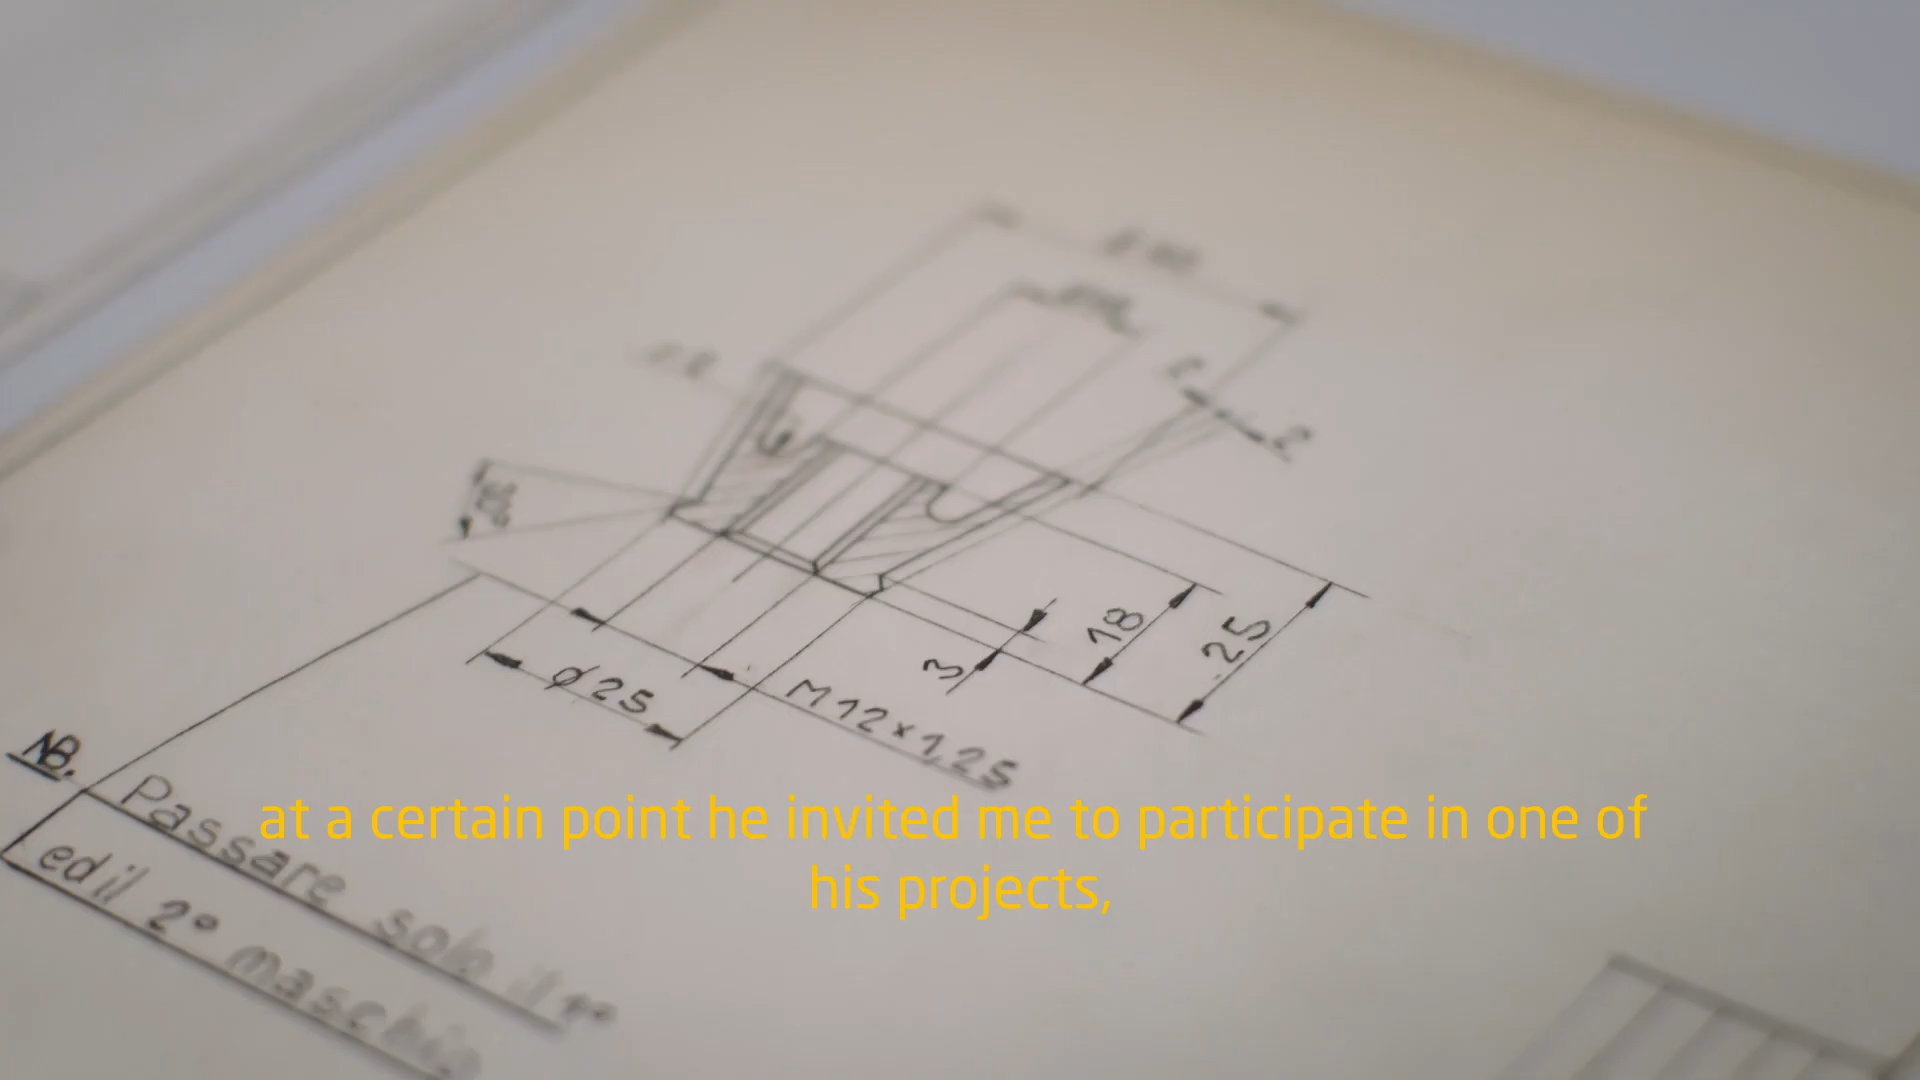 18
25
3
⌀25
M12×1,25
NB.
Passare solo il 1°
ed il 2° maschio
at a certain point he invited me to participate in one of
his projects,